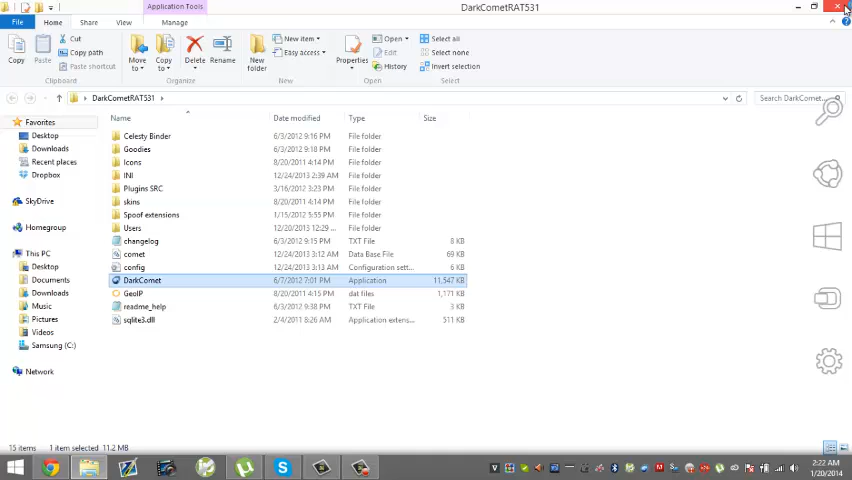 Application Tools DarkCometRAT531
File Home Share View Manage
Copy Paste Cut Copy path Paste shortcut
Move to Copy to Delete Rename
New folder New item Easy access
Properties Open Edit History
Select all Select none Invert selection
Clipboard Organize New Open Select
DarkCometRAT531 Search DarkComet...
Name Date modified Type Size
Favorites
Desktop
Downloads
Recent places
Dropbox
SkyDrive
Homegroup
This PC
Desktop
Documents
Downloads
Music
Pictures
Videos
Samsung (C:)
Network
Celesty Binder 6/3/2012 9:16 PM File folder
Goodies 6/3/2012 9:15 PM File folder
Icons 8/20/2011 4:14 PM File folder
INI 12/24/2013 2:39 AM File folder
Plugins SRC 3/16/2012 3:23 PM File folder
skins 8/20/2011 4:14 PM File folder
Spoof extensions 1/15/2012 5:55 PM File folder
Users 12/20/2013 12:29 ... File folder
changelog 6/3/2012 9:15 PM TXT File 8 KB
comet 12/24/2013 3:12 AM Data Base File 69 KB
config 12/24/2013 3:13 AM Configuration sett... 6 KB
DarkComet 6/7/2012 7:01 PM Application 11,547 KB
GeoIP 8/20/2011 4:15 PM dat files 1,171 KB
readme_help 6/3/2012 9:38 PM TXT File 3 KB
sqlite3.dll 2/4/2011 8:26 AM Application extens... 511 KB
15 items 1 item selected 11.2 MB
2:22 AM
1/20/2014